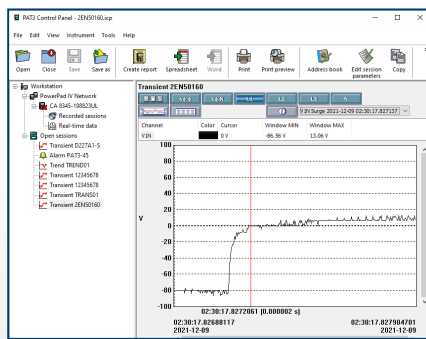 PAT3 Control Panel - 2EN50160.icp
File Edit View Instrument Tools Help
Open Close Save Save as Create report Spreadsheet Word Print Print preview Address book Edit session parameters Copy
Workstation
PowerPad IV Network
CA 8345-198823UL
Recorded sessions
Real-time data
Open sessions
Transient D227A1-S
Alarm PAT3-45
Trend TREND01
Transient 12345678
Transient 12345678
Transient TRANS01
Transient 2EN50160
Transient 2EN50160
L1 L2 L3 N
V1N Surge 2021-12-09 02:30:17.827137
Channel Color Cursor Window MIN Window MAX
V1N 0 V -86.56 V 13.06 V
100
80
60
40
20
V 0
-20
-40
-60
-80
-100
02:30:17.8272061 (0.000002 s)
02:30:17.82688117 02:30:17.827904701
2021-12-09 2021-12-09